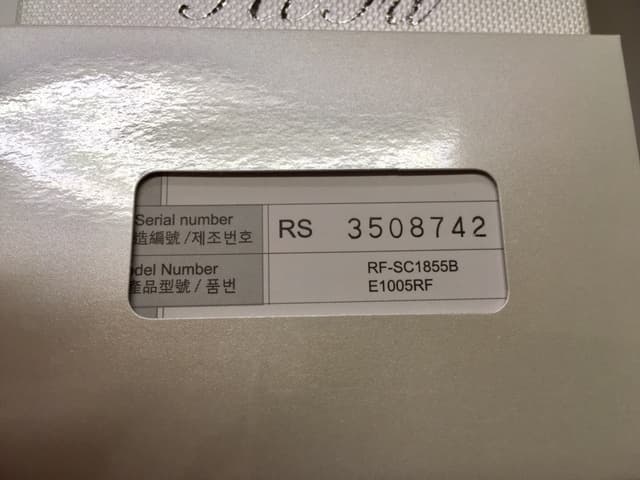 ReFa
Serial number
造編號 /제조번호
RS 3508742
odel Number
產品型號 / 품번
RF-SC1855B
E1005RF